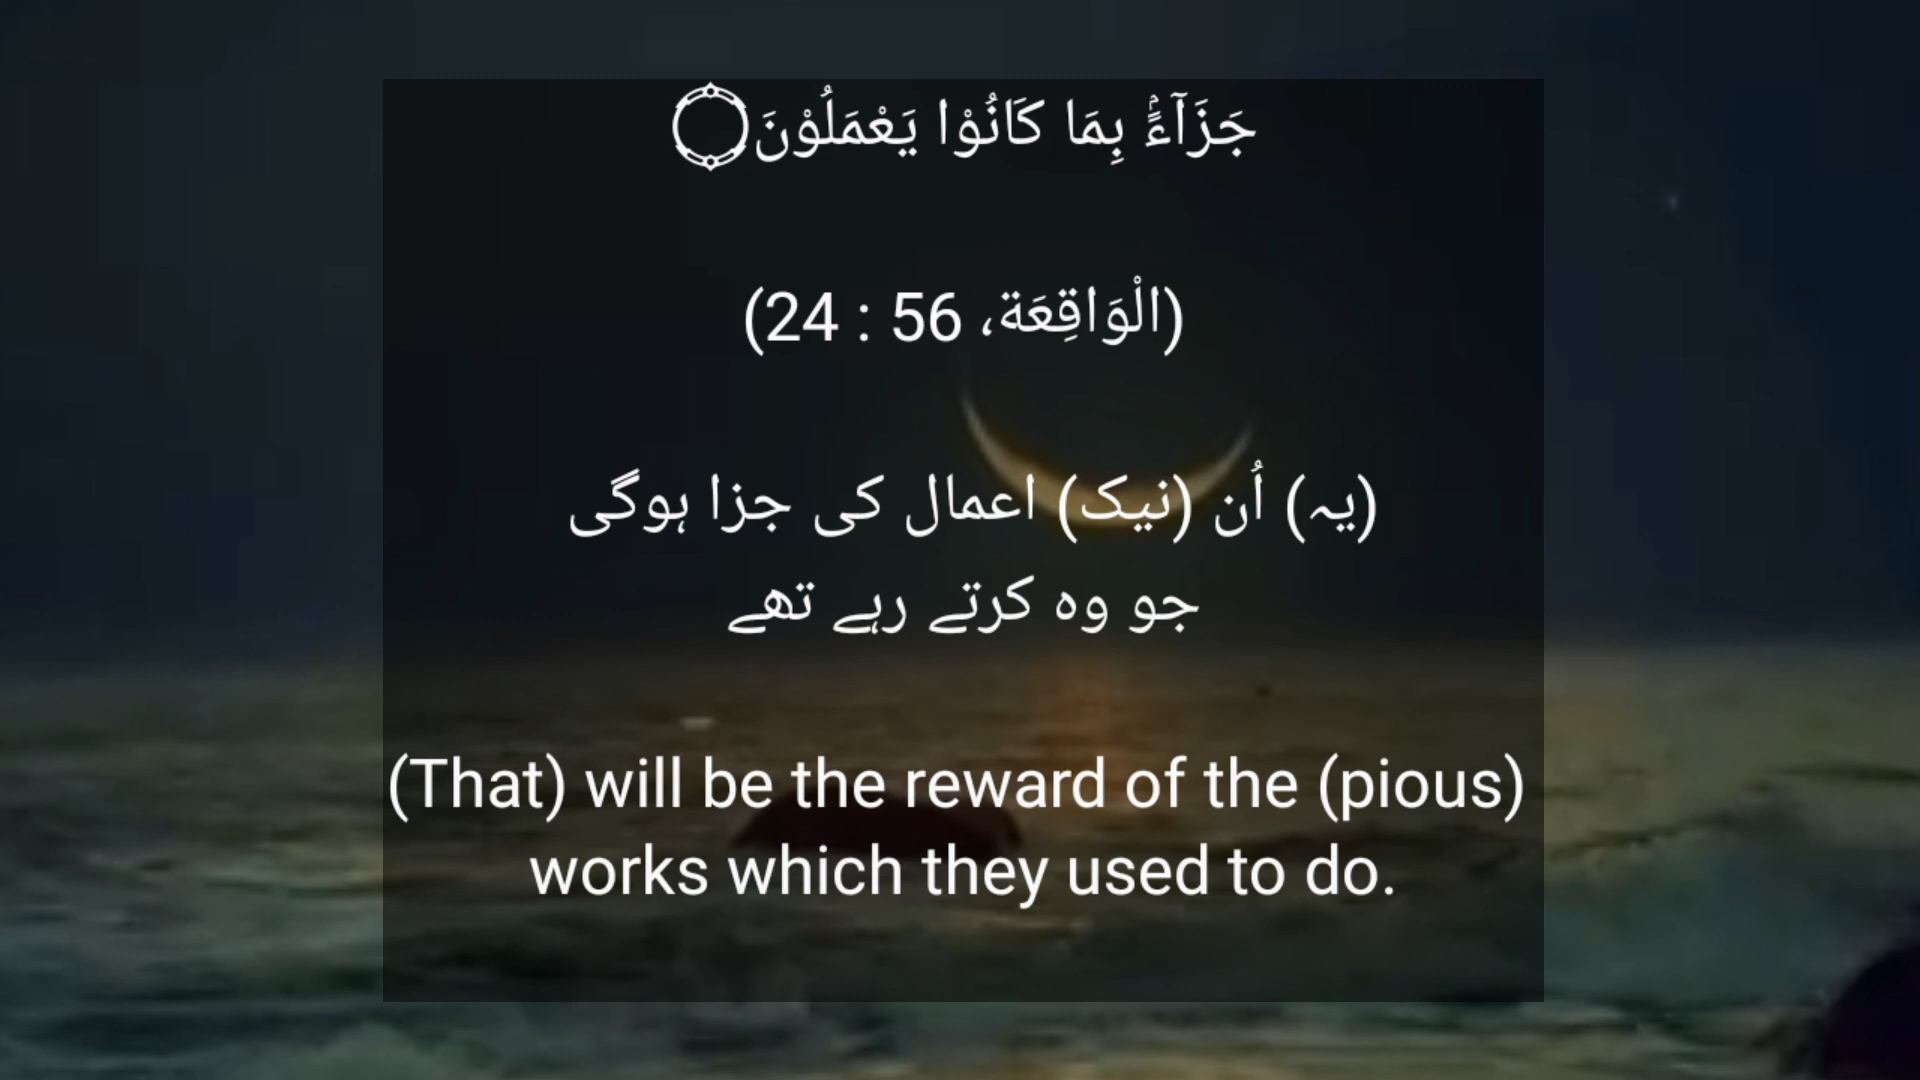 جَزَآءًۢ بِمَا كَانُوْا يَعْمَلُوْنَ۝
(الْوَاقِعَة، 56 : 24)
(یہ) اُن (نیک) اعمال کی جزا ہوگی
جو وہ کرتے رہے تھے
(That) will be the reward of the (pious)
works which they used to do.